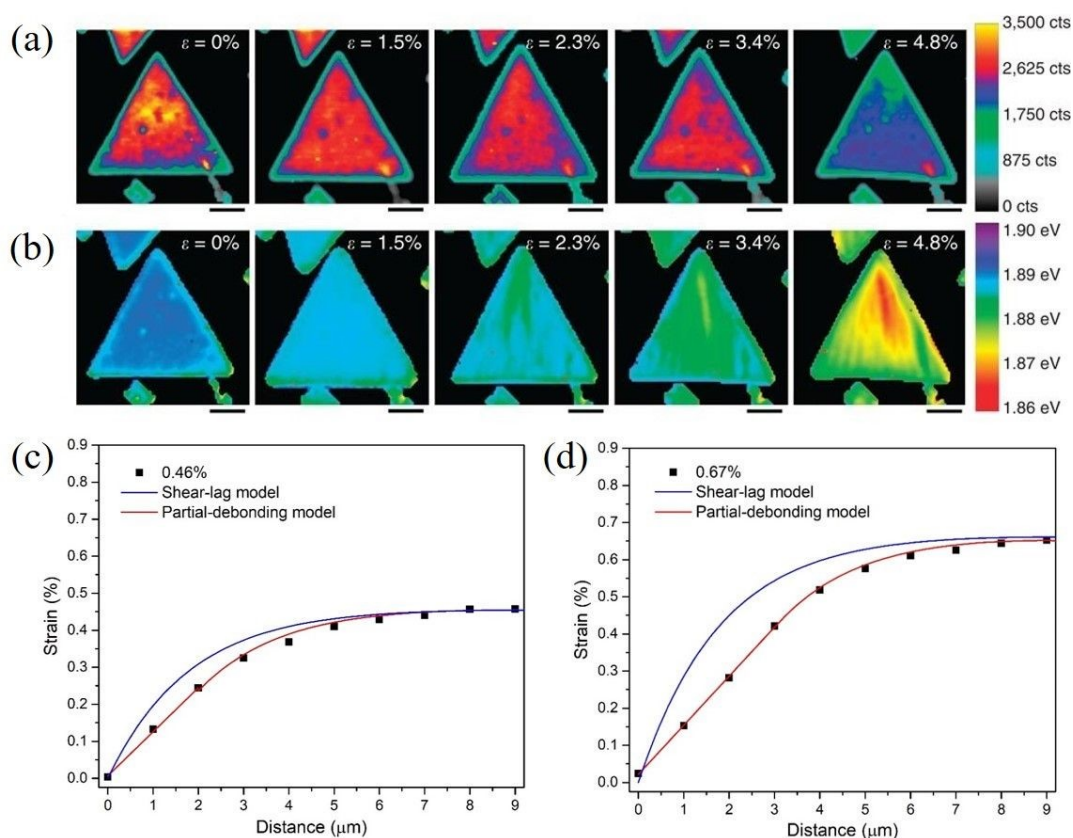 (a)
ε = 0%
ε = 1.5%
ε = 2.3%
ε = 3.4%
ε = 4.8%
3,500 cts
2,625 cts
1,750 cts
875 cts
0 cts
(b)
ε = 0%
ε = 1.5%
ε = 2.3%
ε = 3.4%
ε = 4.8%
1.90 eV
1.89 eV
1.88 eV
1.87 eV
1.86 eV
(c)
0.9
0.8
0.7
0.6
0.5
0.4
0.3
0.2
0.1
0.0
Strain (%)
0.46%
Shear-lag model
Partial-debonding model
0 1 2 3 4 5 6 7 8 9
Distance (μm)
(d)
0.9
0.8
0.7
0.6
0.5
0.4
0.3
0.2
0.1
0.0
Strain (%)
0.67%
Shear-lag model
Partial-debonding model
0 1 2 3 4 5 6 7 8 9
Distance (μm)